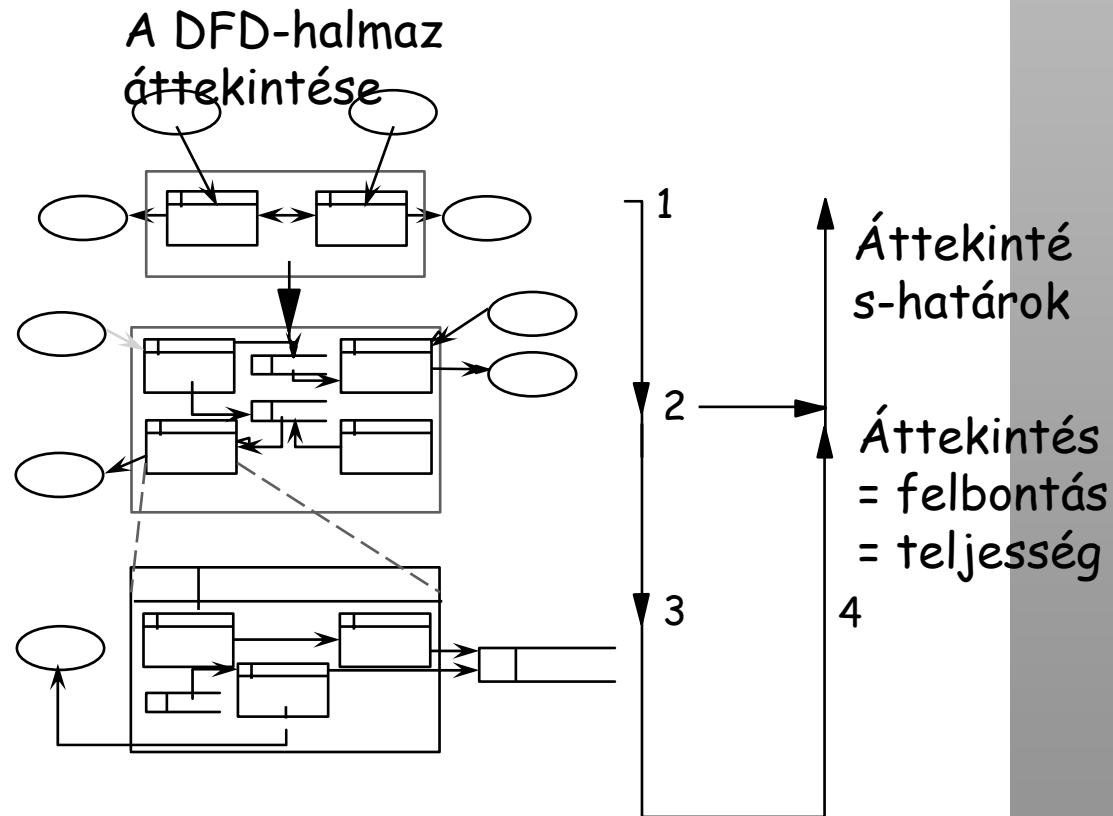 A DFD-halmaz
áttekintése
1
Áttekinté
s-határok
2
Áttekintés
= felbontás
= teljesség
3
4